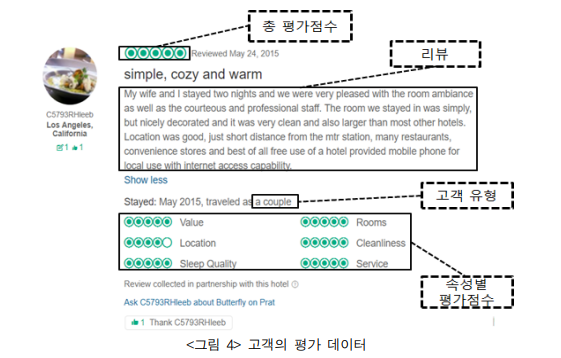 총 평가점수
Reviewed May 24, 2015
리뷰
simple, cozy and warm
My wife and I stayed two nights and we were very pleased with the room ambiance
as well as the courteous and professional staff. The room we stayed in was simply,
but nicely decorated and it was very clean and also larger than most other hotels.
Location was good, just short distance from the mtr station, many restaurants,
convenience stores and best of all free use of a hotel provided mobile phone for
local use with internet access capability.
C5793RHleeb
Los Angeles,
California
1 1
Show less
고객 유형
Stayed: May 2015, traveled as a couple
Value Rooms
Location Cleanliness
Sleep Quality Service
속성별
평가점수
Review collected in partnership with this hotel
Ask C5793RHleeb about Butterfly on Prat
1 Thank C5793RHleeb
<그림 4> 고객의 평가 데이터